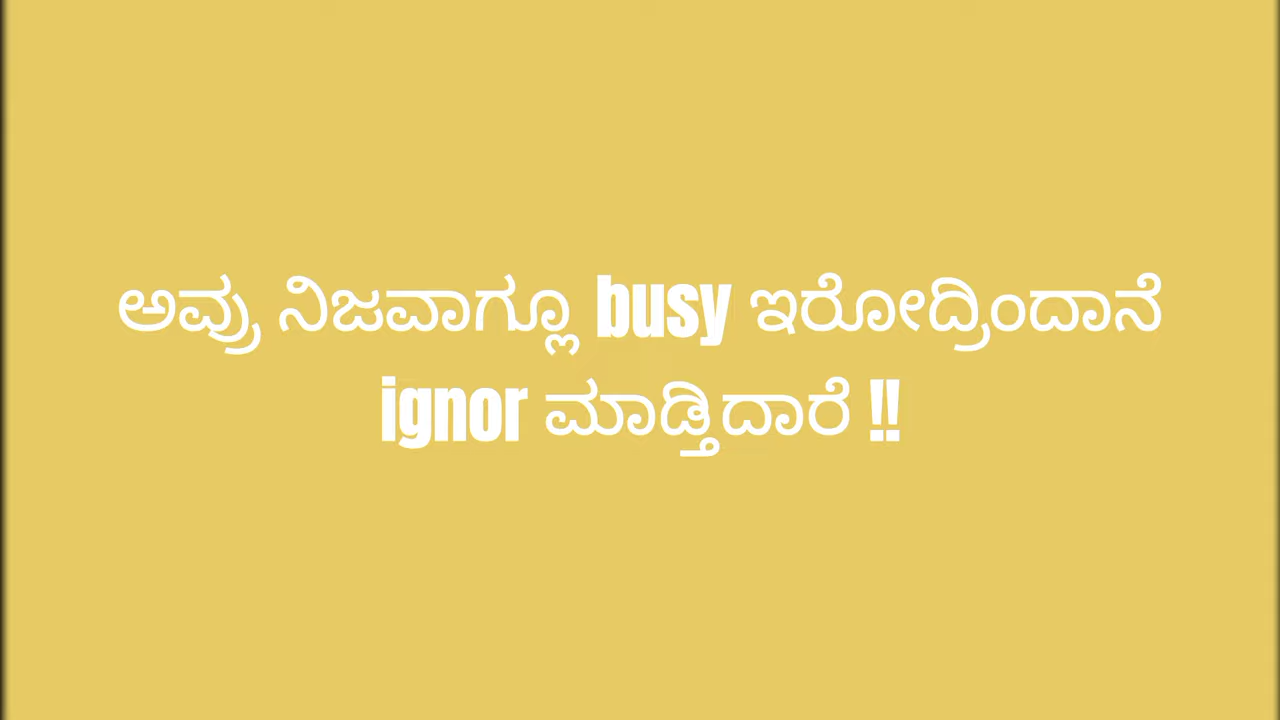 ಅವ್ರು ನಿಜವಾಗ್ಲೂ busy ಇರೋದ್ರಿಂದಾನೆ
ignor ಮಾಡ್ತಿದಾರೆ !!